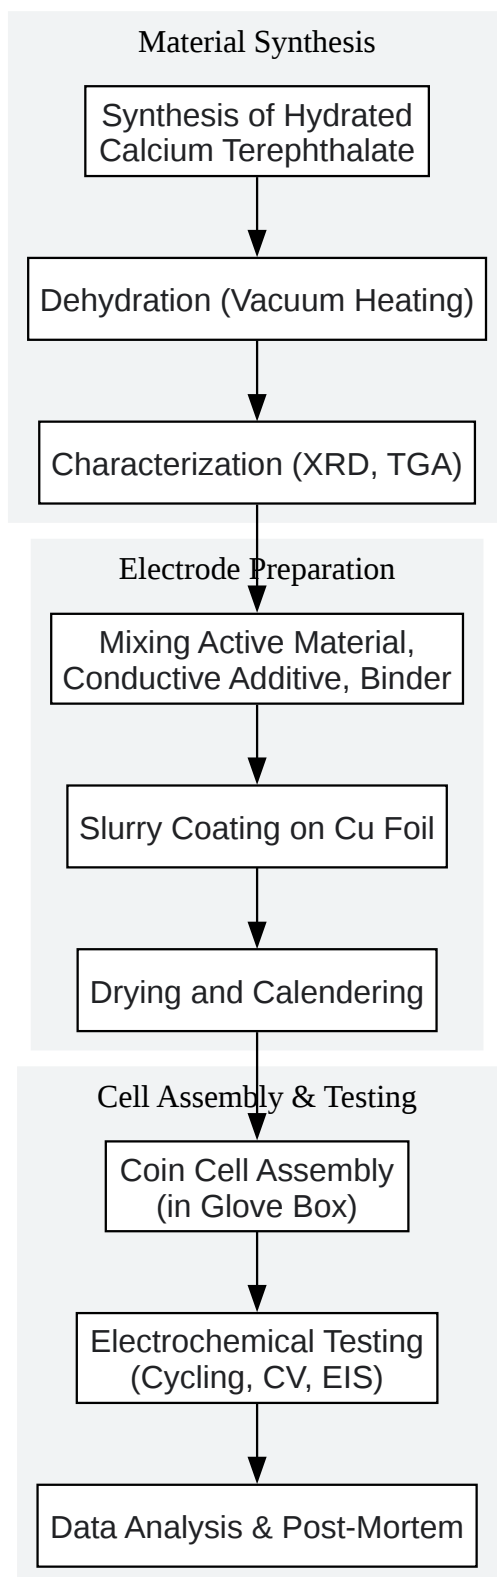 Material Synthesis
Synthesis of Hydrated
Calcium Terephthalate
Dehydration (Vacuum Heating)
Characterization (XRD, TGA)
Electrode Preparation
Mixing Active Material,
Conductive Additive, Binder
Slurry Coating on Cu Foil
Drying and Calendering
Cell Assembly & Testing
Coin Cell Assembly
(in Glove Box)
Electrochemical Testing
(Cycling, CV, EIS)
Data Analysis & Post-Mortem